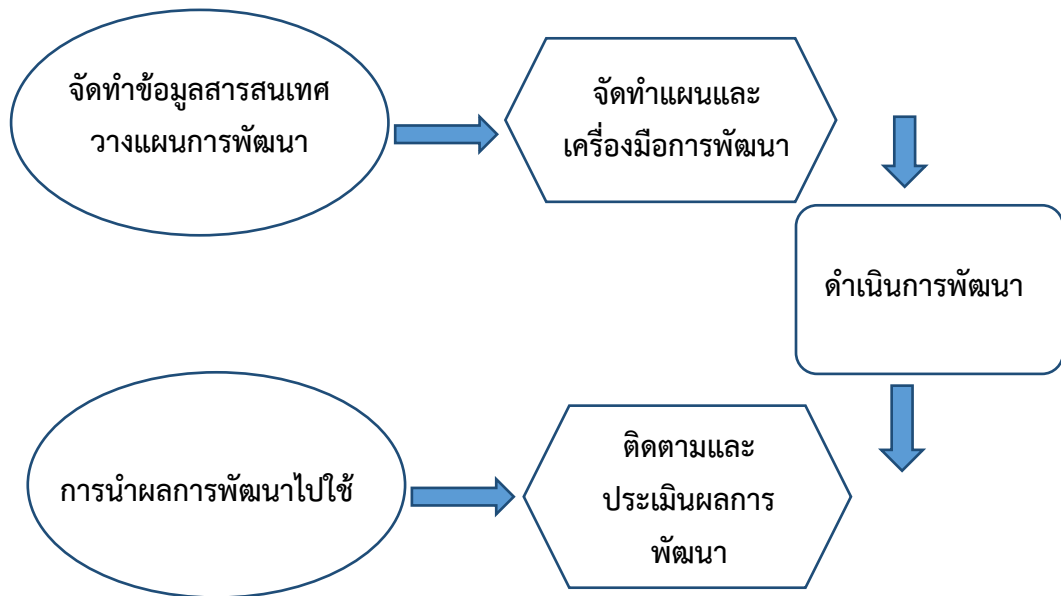 จัดทำข้อมูลสารสนเทศ
วางแผนการพัฒนา
จัดทำแผนและ
เครื่องมือการพัฒนา
ดำเนินการพัฒนา
การนำผลการพัฒนาไปใช้
ติดตามและ
ประเมินผลการ
พัฒนา